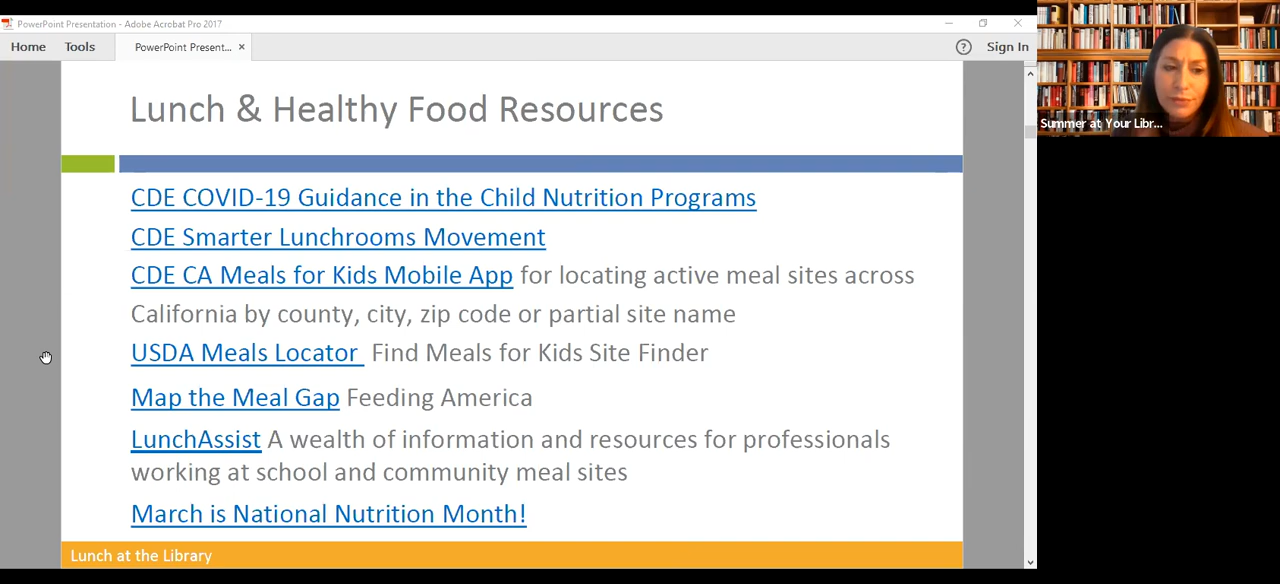 PowerPoint Presentation - Adobe Acrobat Pro 2017
Home Tools PowerPoint Present... × ? Sign In
Lunch & Healthy Food Resources
CDE COVID-19 Guidance in the Child Nutrition Programs
CDE Smarter Lunchrooms Movement
CDE CA Meals for Kids Mobile App for locating active meal sites across
California by county, city, zip code or partial site name
USDA Meals Locator Find Meals for Kids Site Finder
Map the Meal Gap Feeding America
LunchAssist A wealth of information and resources for professionals
working at school and community meal sites
March is National Nutrition Month!
Lunch at the Library
Summer at Your Libr...